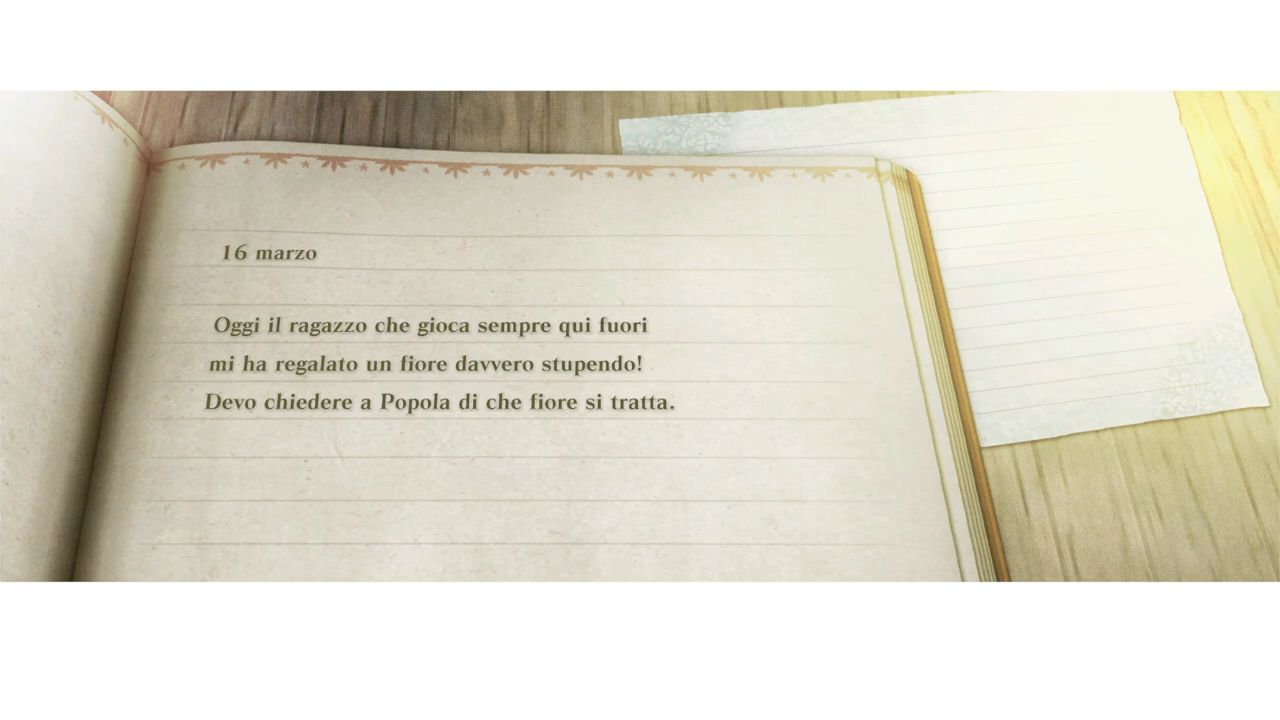 16 marzo
Oggi il ragazzo che gioca sempre qui fuori
mi ha regalato un fiore davvero stupendo!
Devo chiedere a Popola di che fiore si tratta.